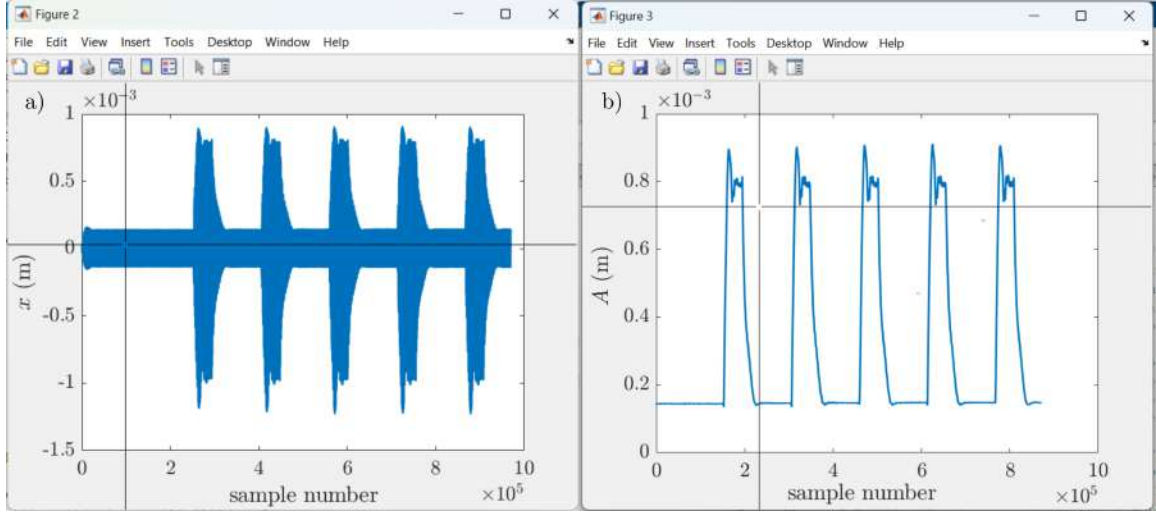 Figure 2
File Edit View Insert Tools Desktop Window Help
a)
×10⁻³
1
0.5
0
-0.5
-1
-1.5
x (m)
0 2 4 6 8 10
sample number
×10⁵
Figure 3
File Edit View Insert Tools Desktop Window Help
b)
×10⁻³
1
0.8
0.6
0.4
0.2
0
A (m)
0 2 4 6 8 10
sample number
×10⁵